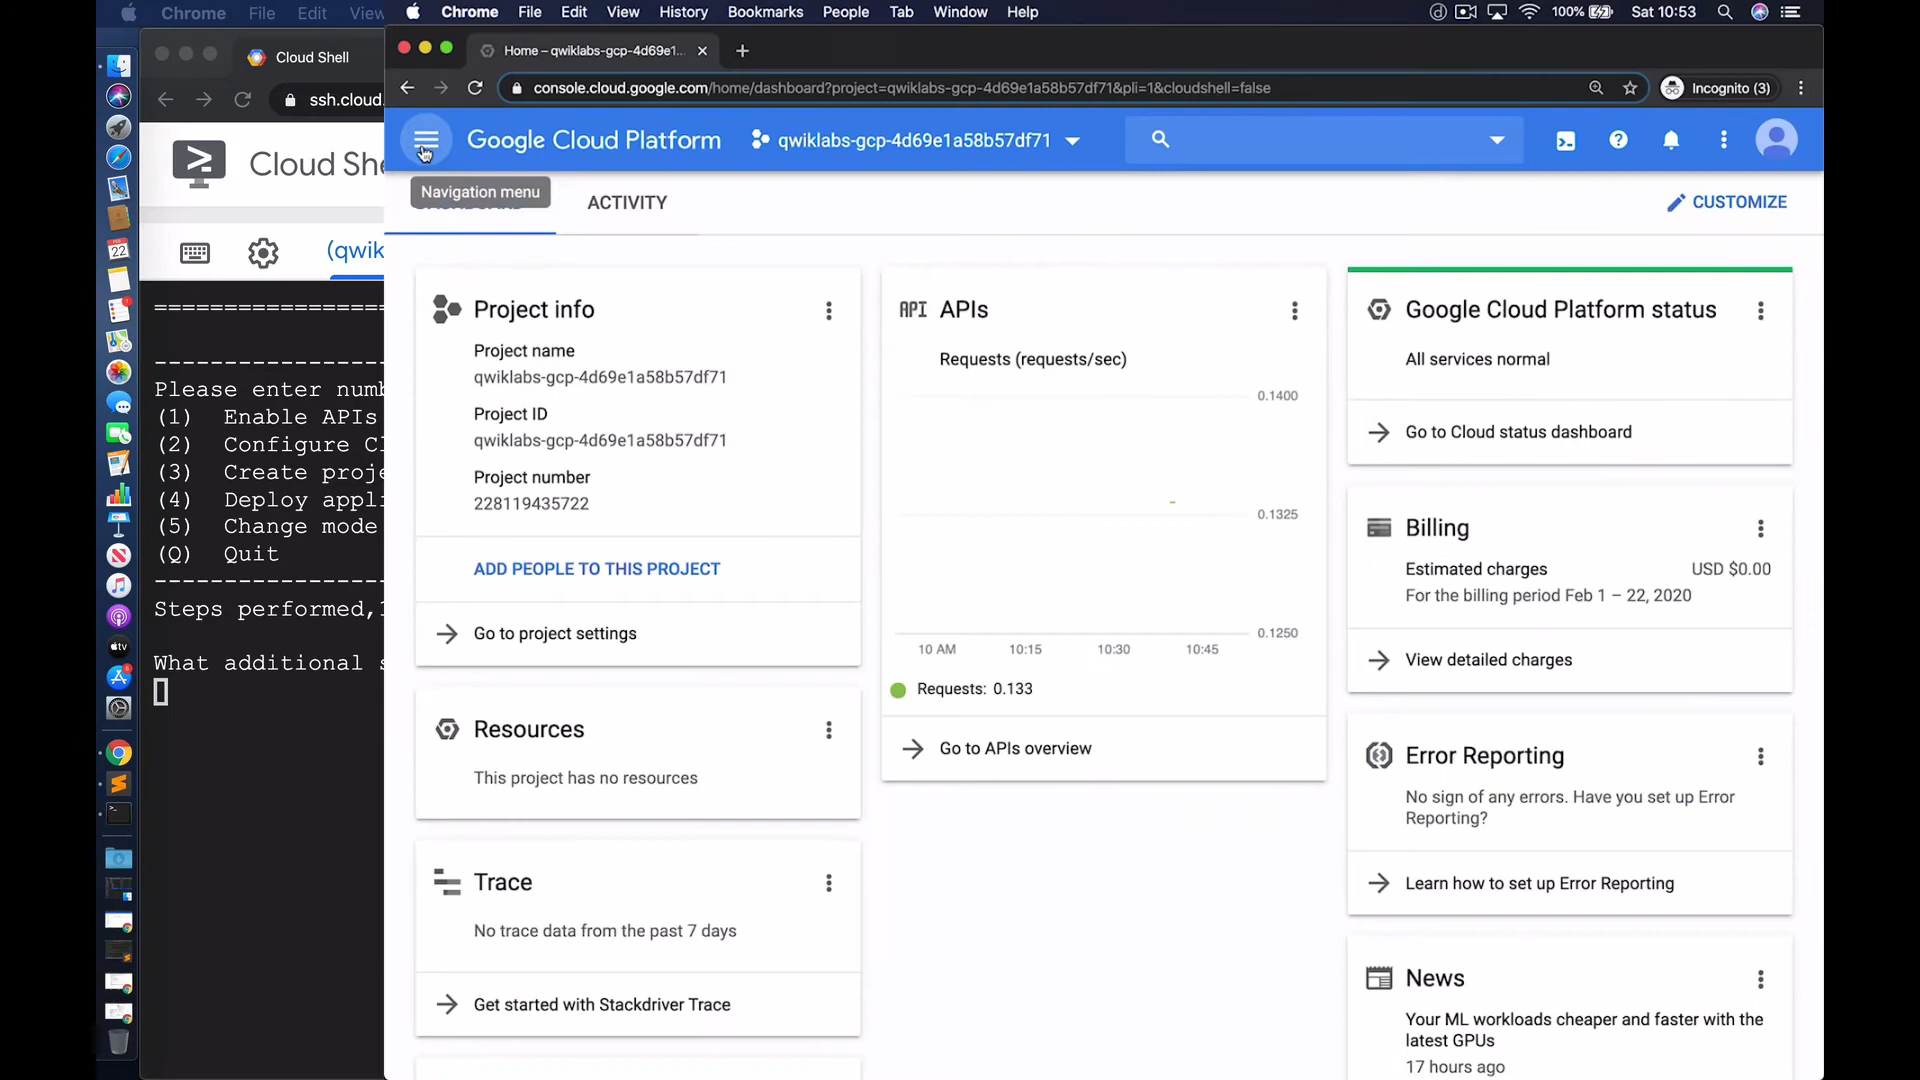 Chrome File Edit View
Chrome File Edit View History Bookmarks People Tab Window Help
100% Sat 10:53
Cloud Shell
Home – qwiklabs-gcp-4d69e1...
ssh.cloud.
console.cloud.google.com/home/dashboard?project=qwiklabs-gcp-4d69e1a58b57df71&pli=1&cloudshell=false
Incognito (3)
Cloud She
Google Cloud Platform
qwiklabs-gcp-4d69e1a58b57df71
Navigation menu
ACTIVITY
CUSTOMIZE
(qwik
FEB
22
Please enter numb
(1) Enable APIs
(2) Configure Cl
(3) Create proje
(4) Deploy appli
(5) Change mode
(Q) Quit
Steps performed,1
What additional s
Project info
Project name
qwiklabs-gcp-4d69e1a58b57df71
Project ID
qwiklabs-gcp-4d69e1a58b57df71
Project number
228119435722
ADD PEOPLE TO THIS PROJECT
Go to project settings
Resources
This project has no resources
Trace
No trace data from the past 7 days
Get started with Stackdriver Trace
API APIs
Requests (requests/sec)
0.1400
0.1325
0.1250
10 AM 10:15 10:30 10:45
Requests: 0.133
Go to APIs overview
Google Cloud Platform status
All services normal
Go to Cloud status dashboard
Billing
Estimated charges USD $0.00
For the billing period Feb 1 – 22, 2020
View detailed charges
Error Reporting
No sign of any errors. Have you set up Error
Reporting?
Learn how to set up Error Reporting
News
Your ML workloads cheaper and faster with the
latest GPUs
17 hours ago
tv